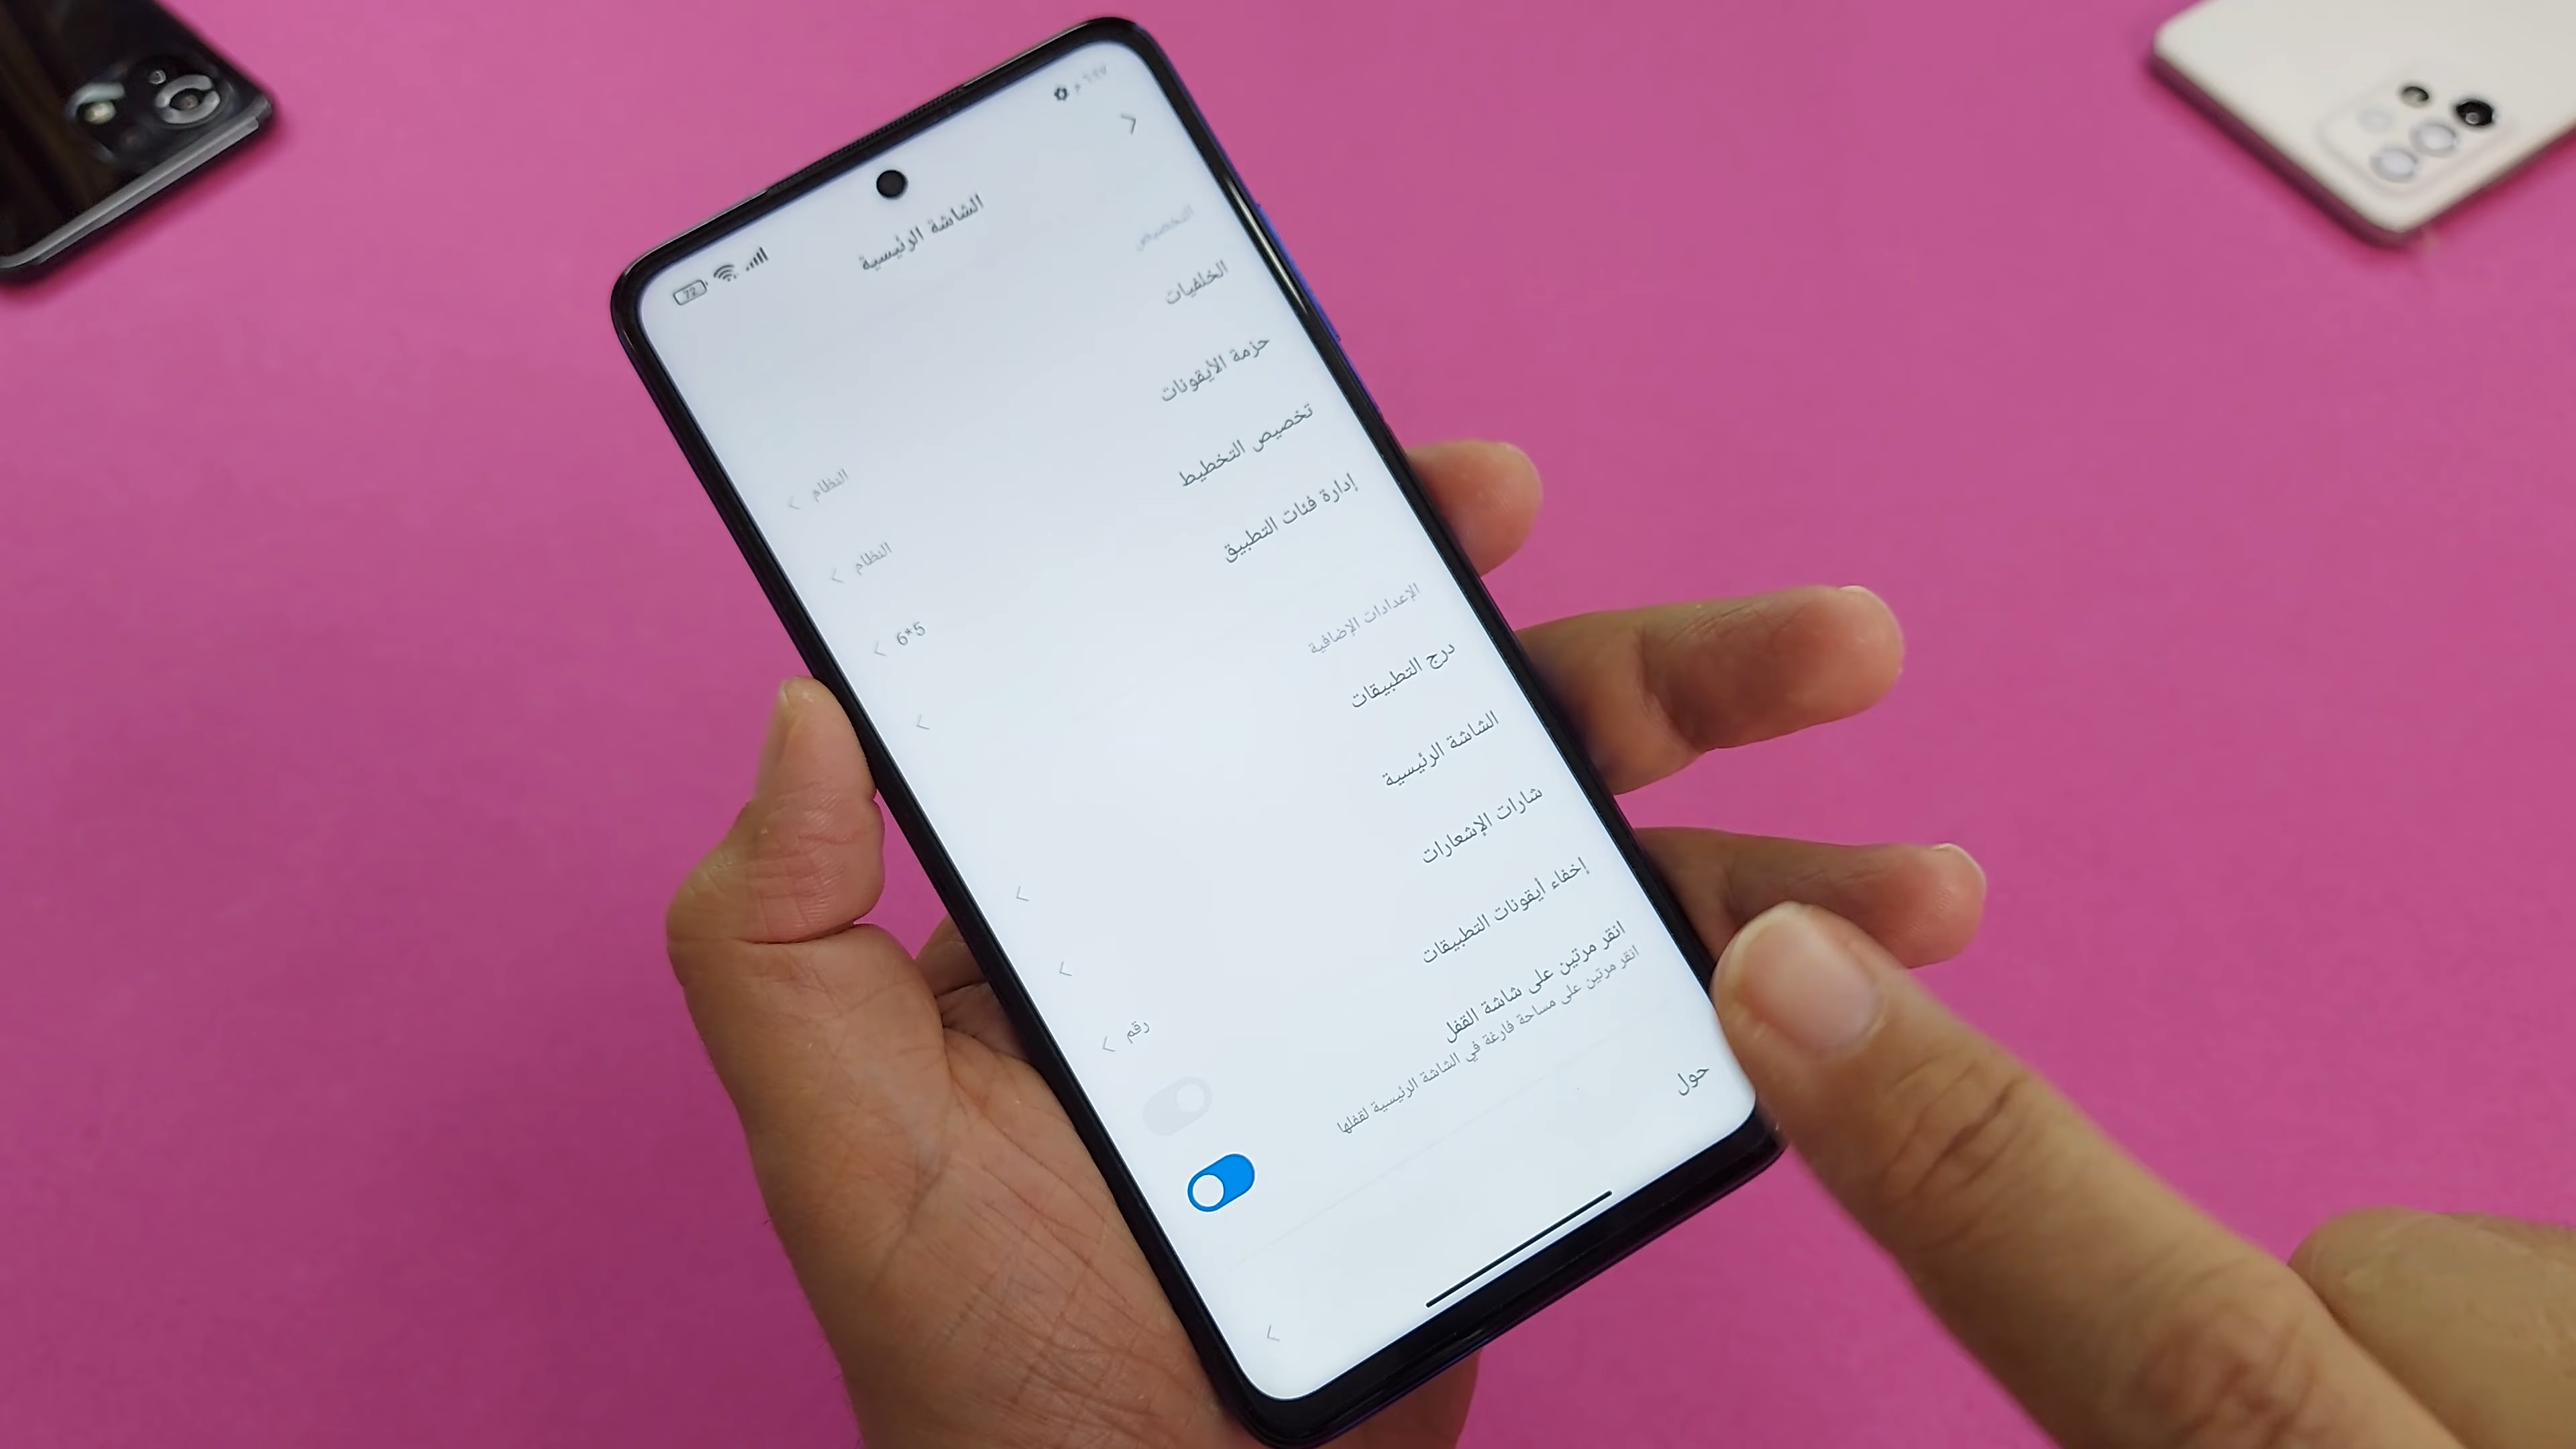 72
الشاشة الرئيسية
التخصيص
الخلفيات
النظام
حزمة الأيقونات
النظام
تخصيص التخطيط
6*5
إدارة فئات التطبيق
الإعدادات الإضافية
درج التطبيقات
الشاشة الرئيسية
شارات الإشعارات
رقم
إخفاء أيقونات التطبيقات
انقر مرتين على شاشة القفل
انقر مرتين على مساحة فارغة في الشاشة الرئيسية لقفلها
حول